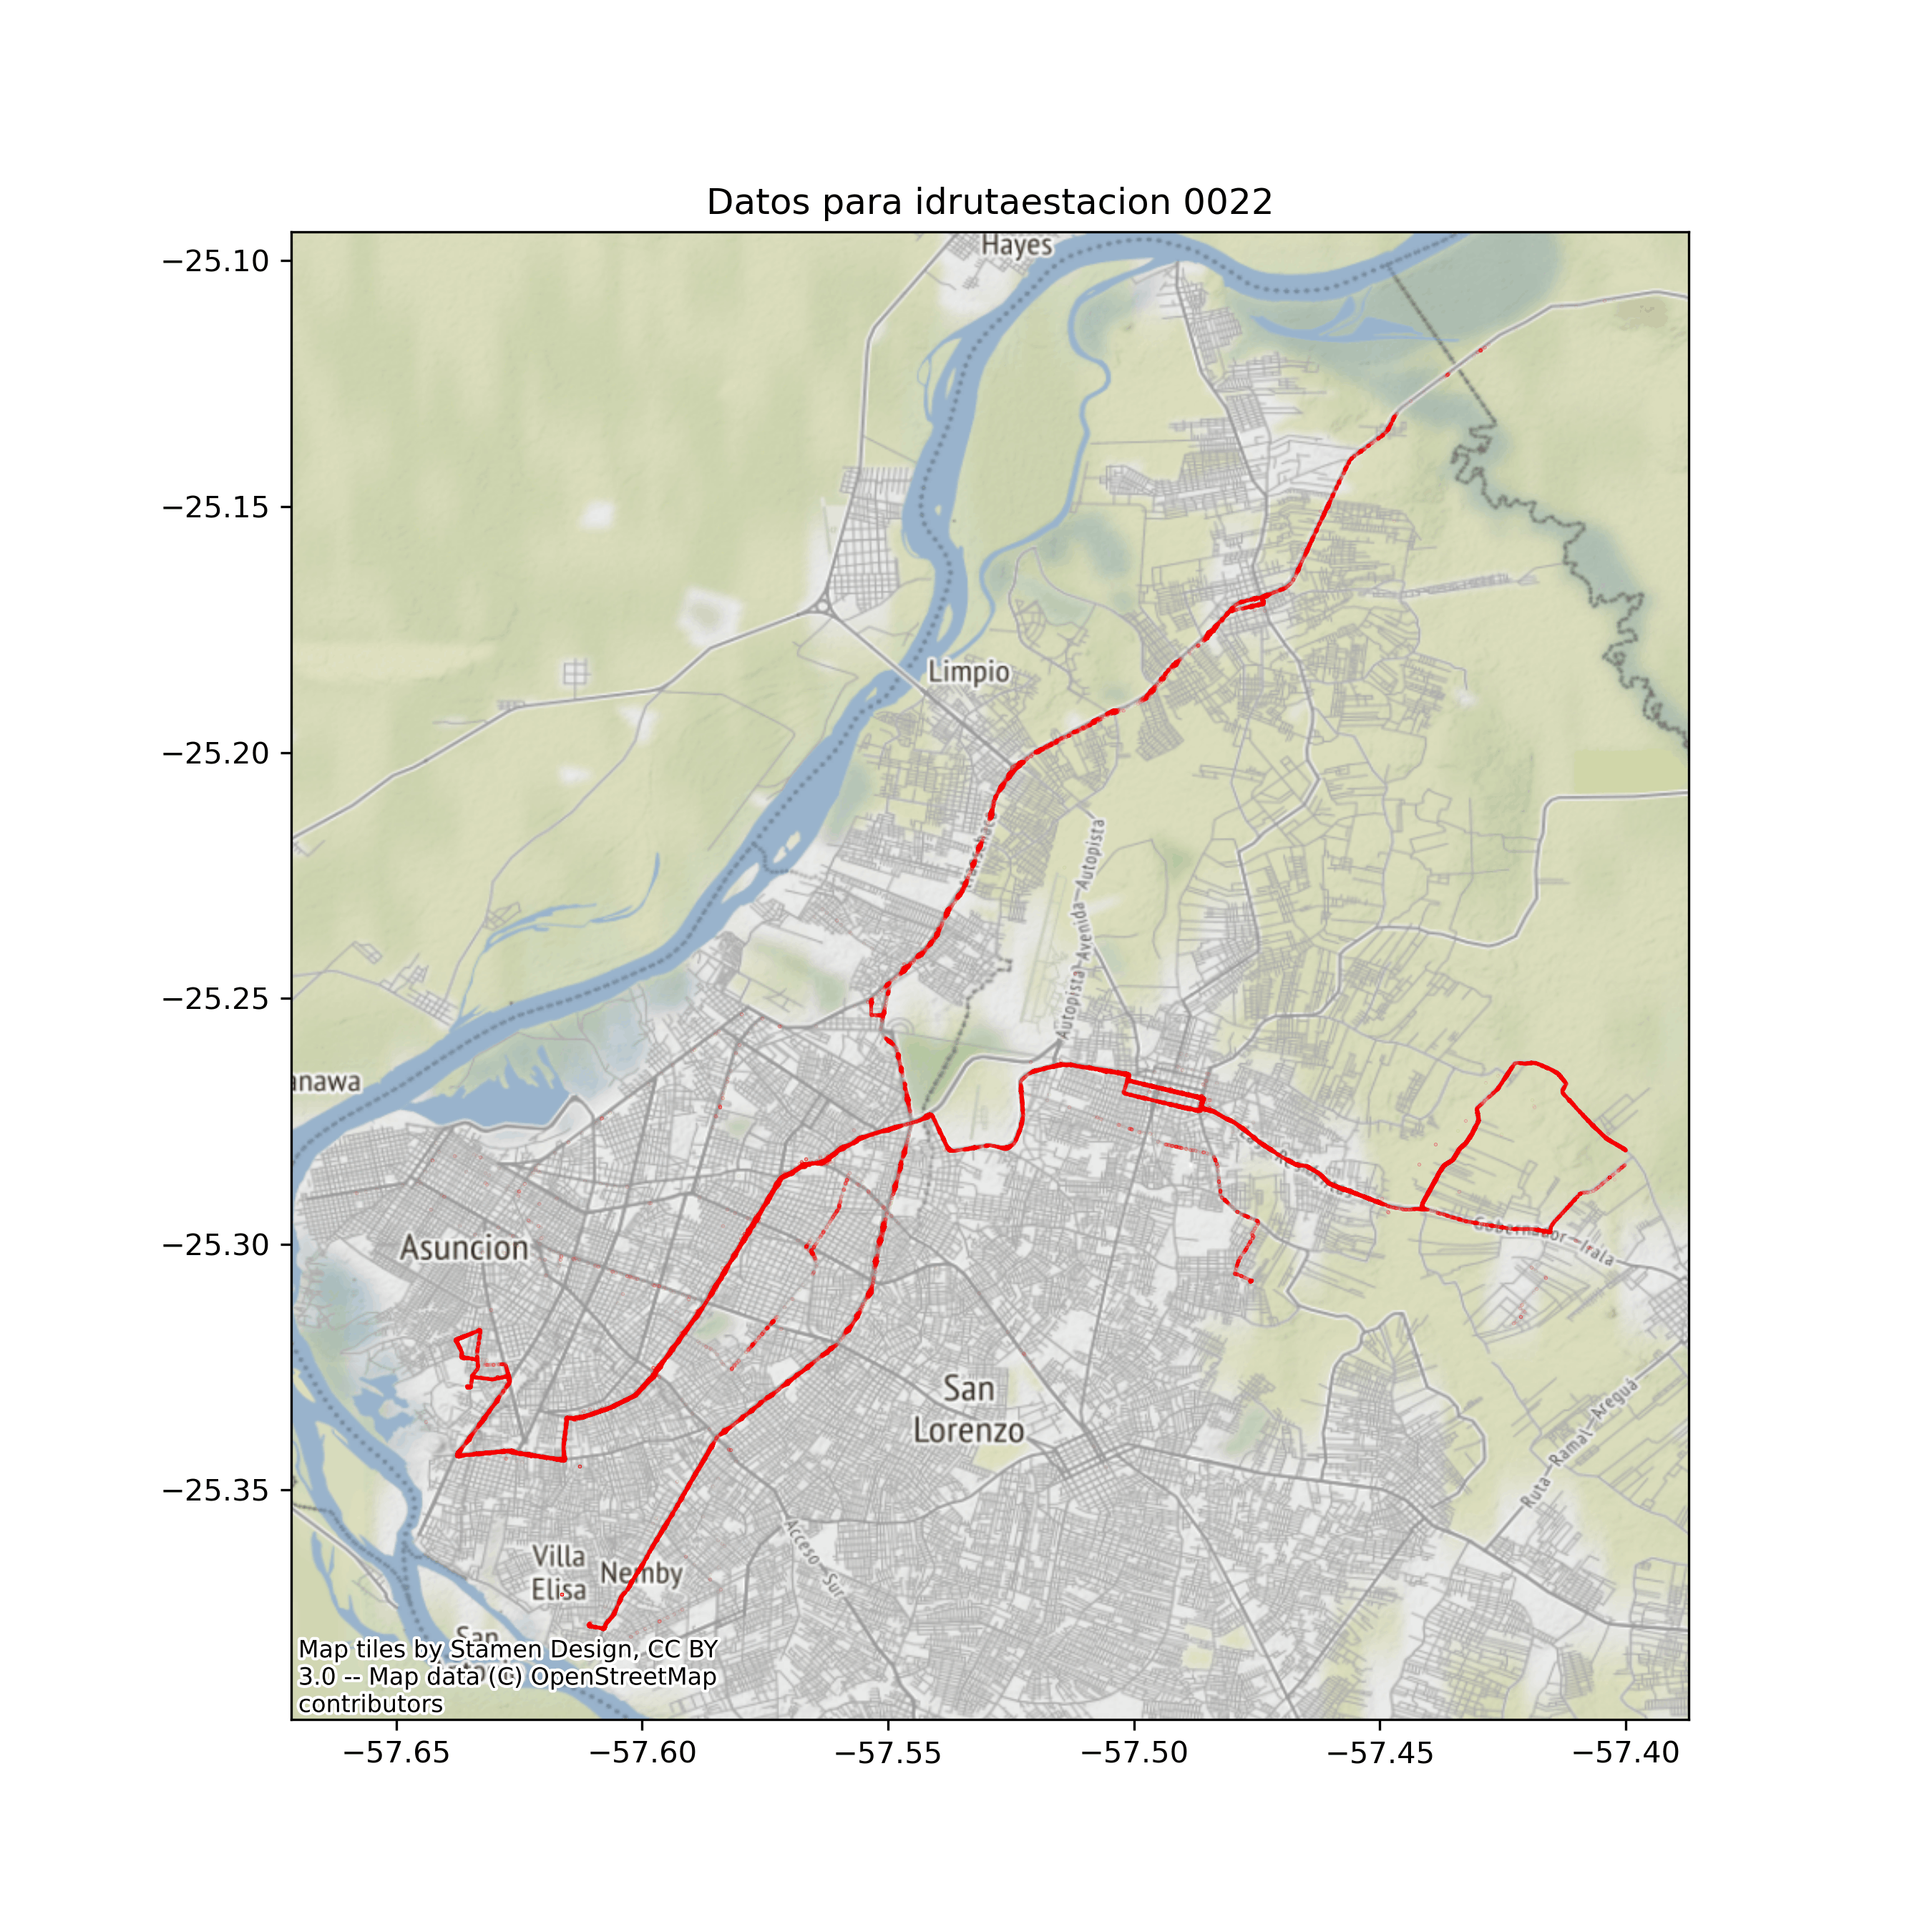 Datos para idrutaestacion 0022
Hayes
−25.10
−25.15
Limpio
−25.20
Transchaco
Autopista—Avenida—Autopista
−25.25
anawa
−25.30
Asuncion
Gobernador—Irala
San
Lorenzo
Ruta—Ramal—Areguá
−25.35
Acceso—Sur
Villa
Elisa
Nemby
San
Map tiles by Stamen Design, CC BY
3.0 -- Map data (C) OpenStreetMap
contributors
−57.65
−57.60
−57.55
−57.50
−57.45
−57.40